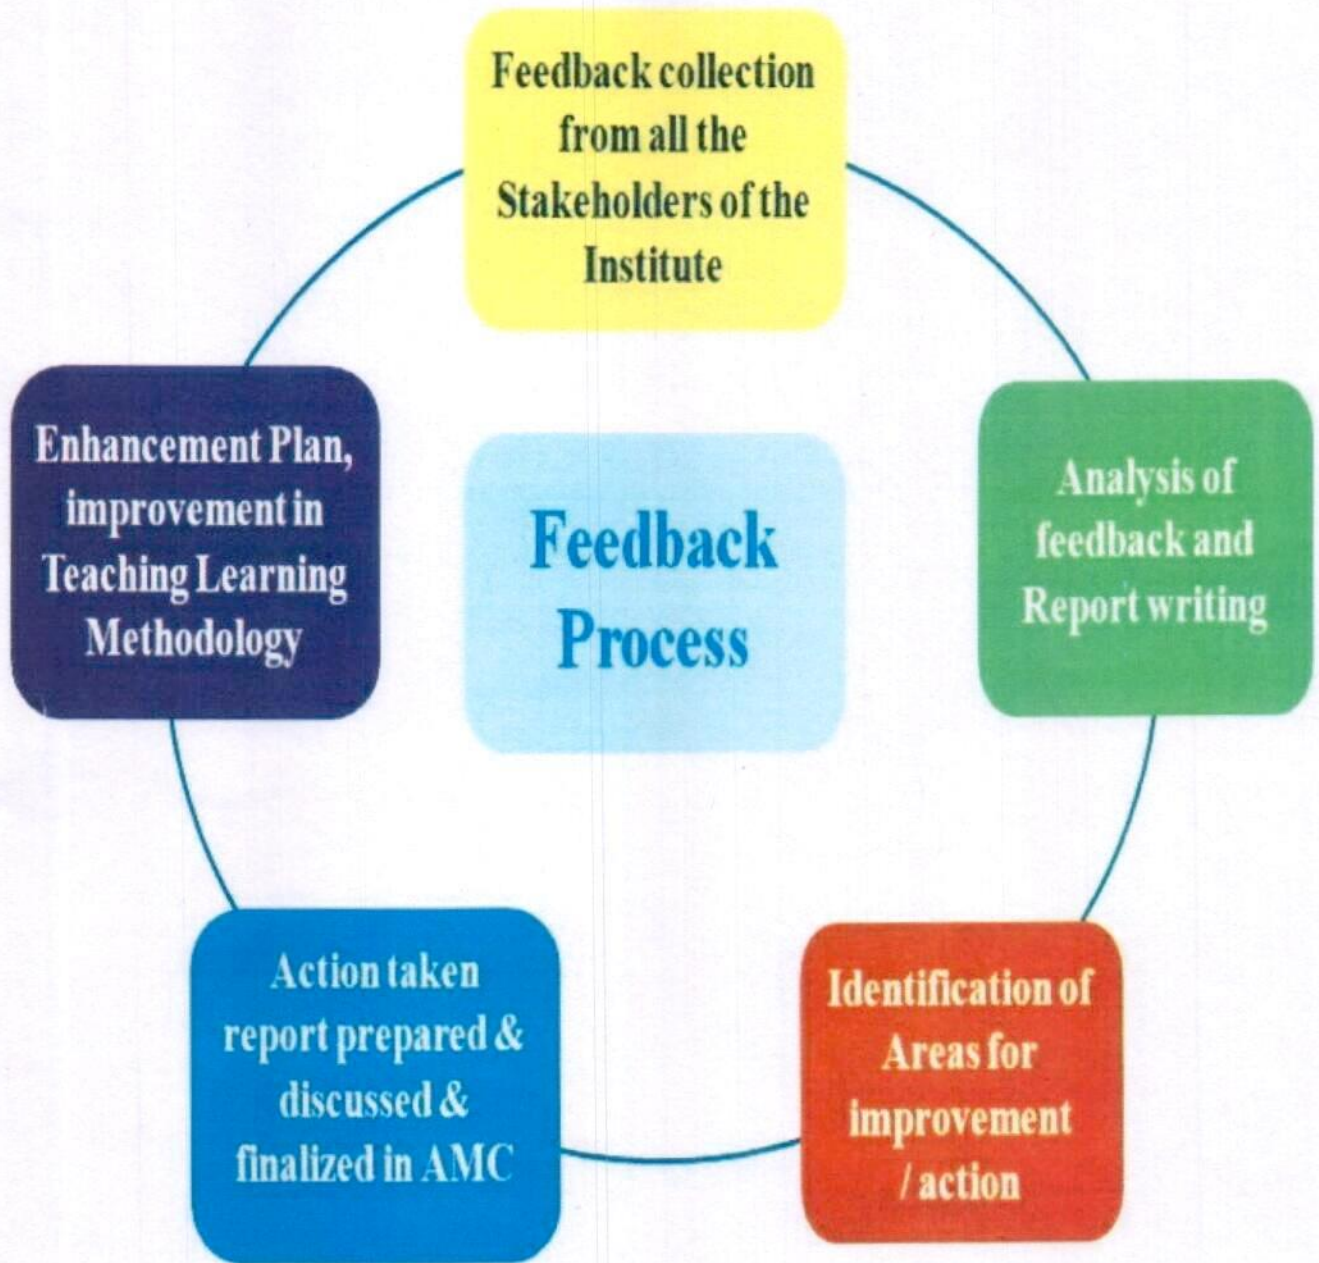 Feedback collection
from all the
Stakeholders of the
Institute
Analysis of
feedback and
Report writing
Identification of
Areas for
improvement
/ action
Action taken
report prepared &
discussed &
finalized in AMC
Enhancement Plan,
improvement in
Teaching Learning
Methodology
Feedback
Process